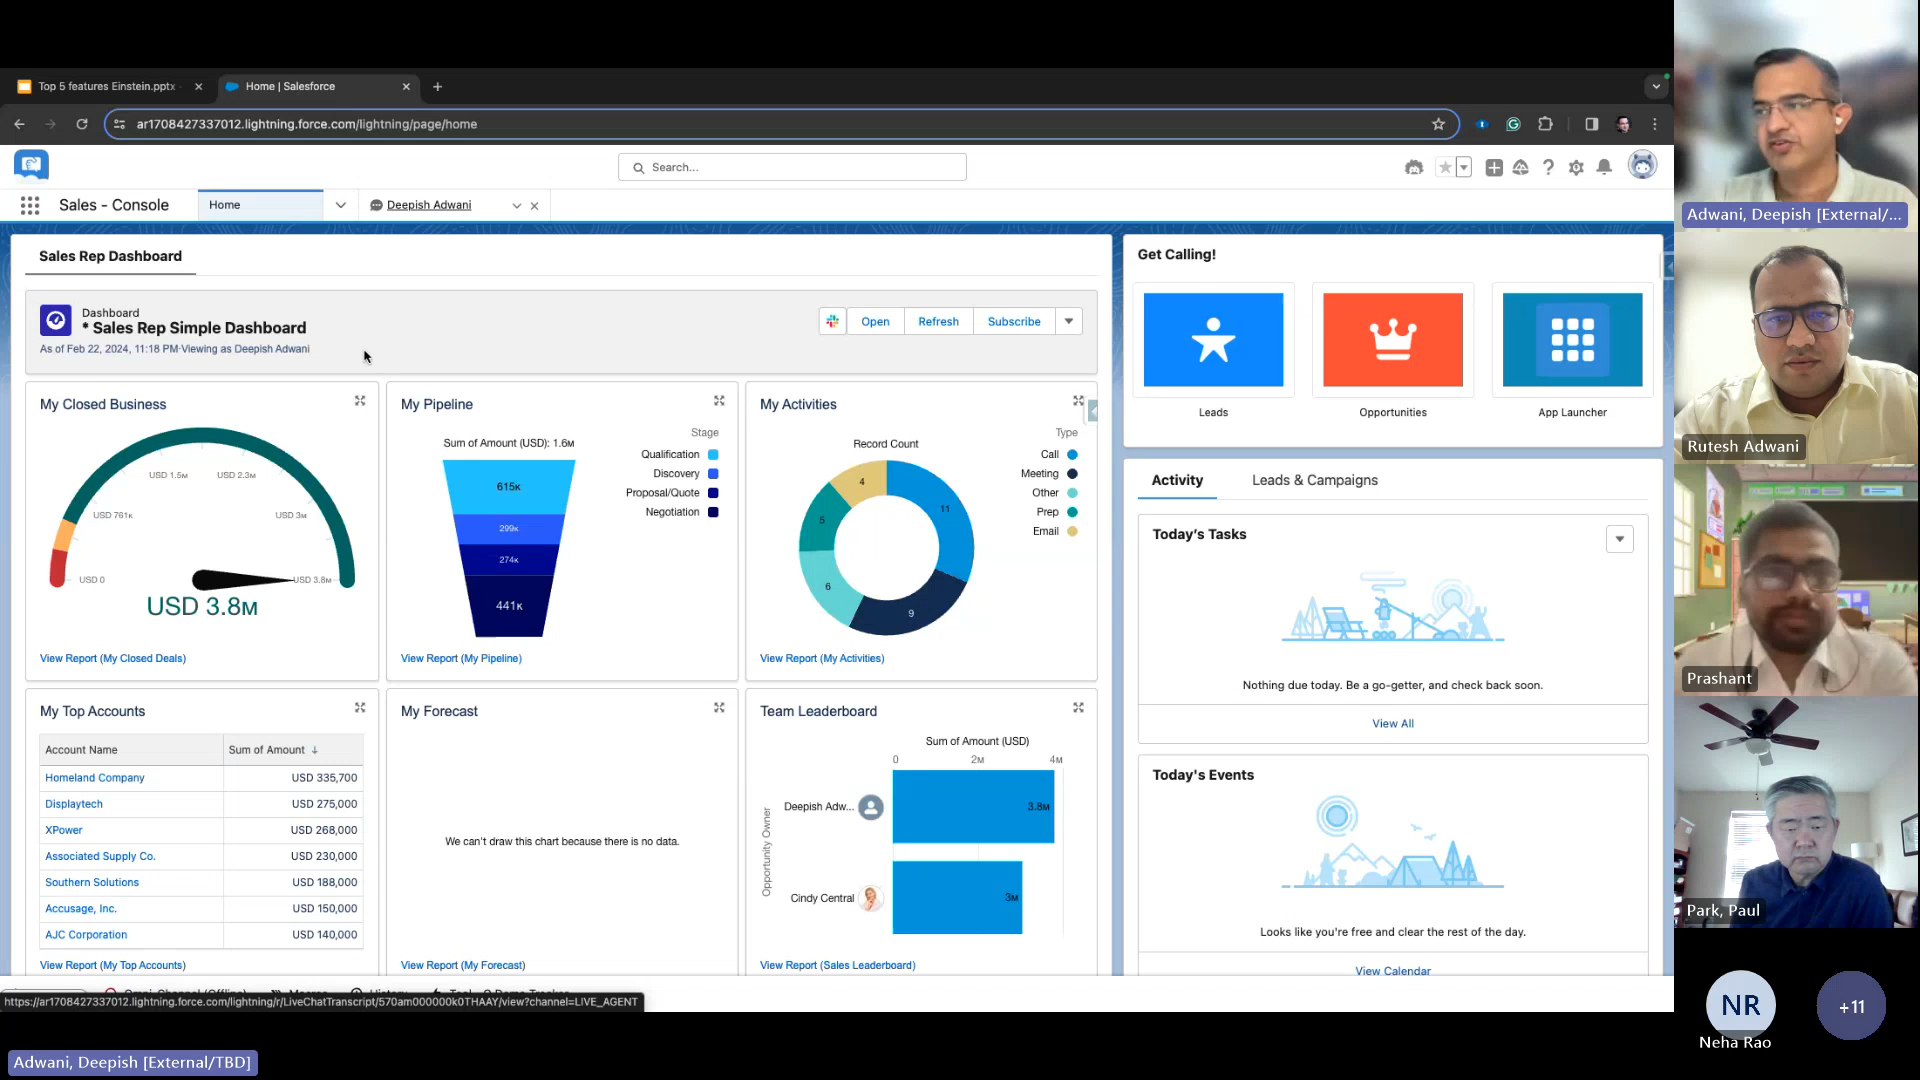 Top 5 features Einstein.pptx
Home | Salesforce
ar1708427337012.lightning.force.com/lightning/page/home
Search...
Sales - Console
Home
Deepish Adwani
Sales Rep Dashboard
Dashboard
* Sales Rep Simple Dashboard
As of Feb 22, 2024, 11:18 PM·Viewing as Deepish Adwani
Open
Refresh
Subscribe
My Closed Business
USD 0
USD 761K
USD 1.5M
USD 2.3M
USD 3M
USD 3.8M
USD 3.8M
View Report (My Closed Deals)
My Pipeline
Sum of Amount (USD): 1.6M
615K
299K
274K
441K
Stage
Qualification
Discovery
Proposal/Quote
Negotiation
View Report (My Pipeline)
My Activities
Record Count
11
9
6
5
4
Type
Call
Meeting
Other
Prep
Email
View Report (My Activities)
My Top Accounts
Account Name Sum of Amount ↓
Homeland Company USD 335,700
Displaytech USD 275,000
XPower USD 268,000
Associated Supply Co. USD 230,000
Southern Solutions USD 188,000
Accusage, Inc. USD 150,000
AJC Corporation USD 140,000
View Report (My Top Accounts)
My Forecast
We can't draw this chart because there is no data.
View Report (My Forecast)
Team Leaderboard
Sum of Amount (USD)
0 2M 4M
Opportunity Owner
Deepish Adw... 3.8M
Cindy Central 3M
View Report (Sales Leaderboard)
Get Calling!
Leads
Opportunities
App Launcher
Activity
Leads & Campaigns
Today's Tasks
Nothing due today. Be a go-getter, and check back soon.
View All
Today's Events
Looks like you're free and clear the rest of the day.
View Calendar
https://ar1708427337012.lightning.force.com/lightning/r/LiveChatTranscript/570am000000k0THAAY/view?channel=LIVE_AGENT
Adwani, Deepish [External/TBD]
Adwani, Deepish [External/...
Rutesh Adwani
Prashant
Park, Paul
NR
Neha Rao
+11